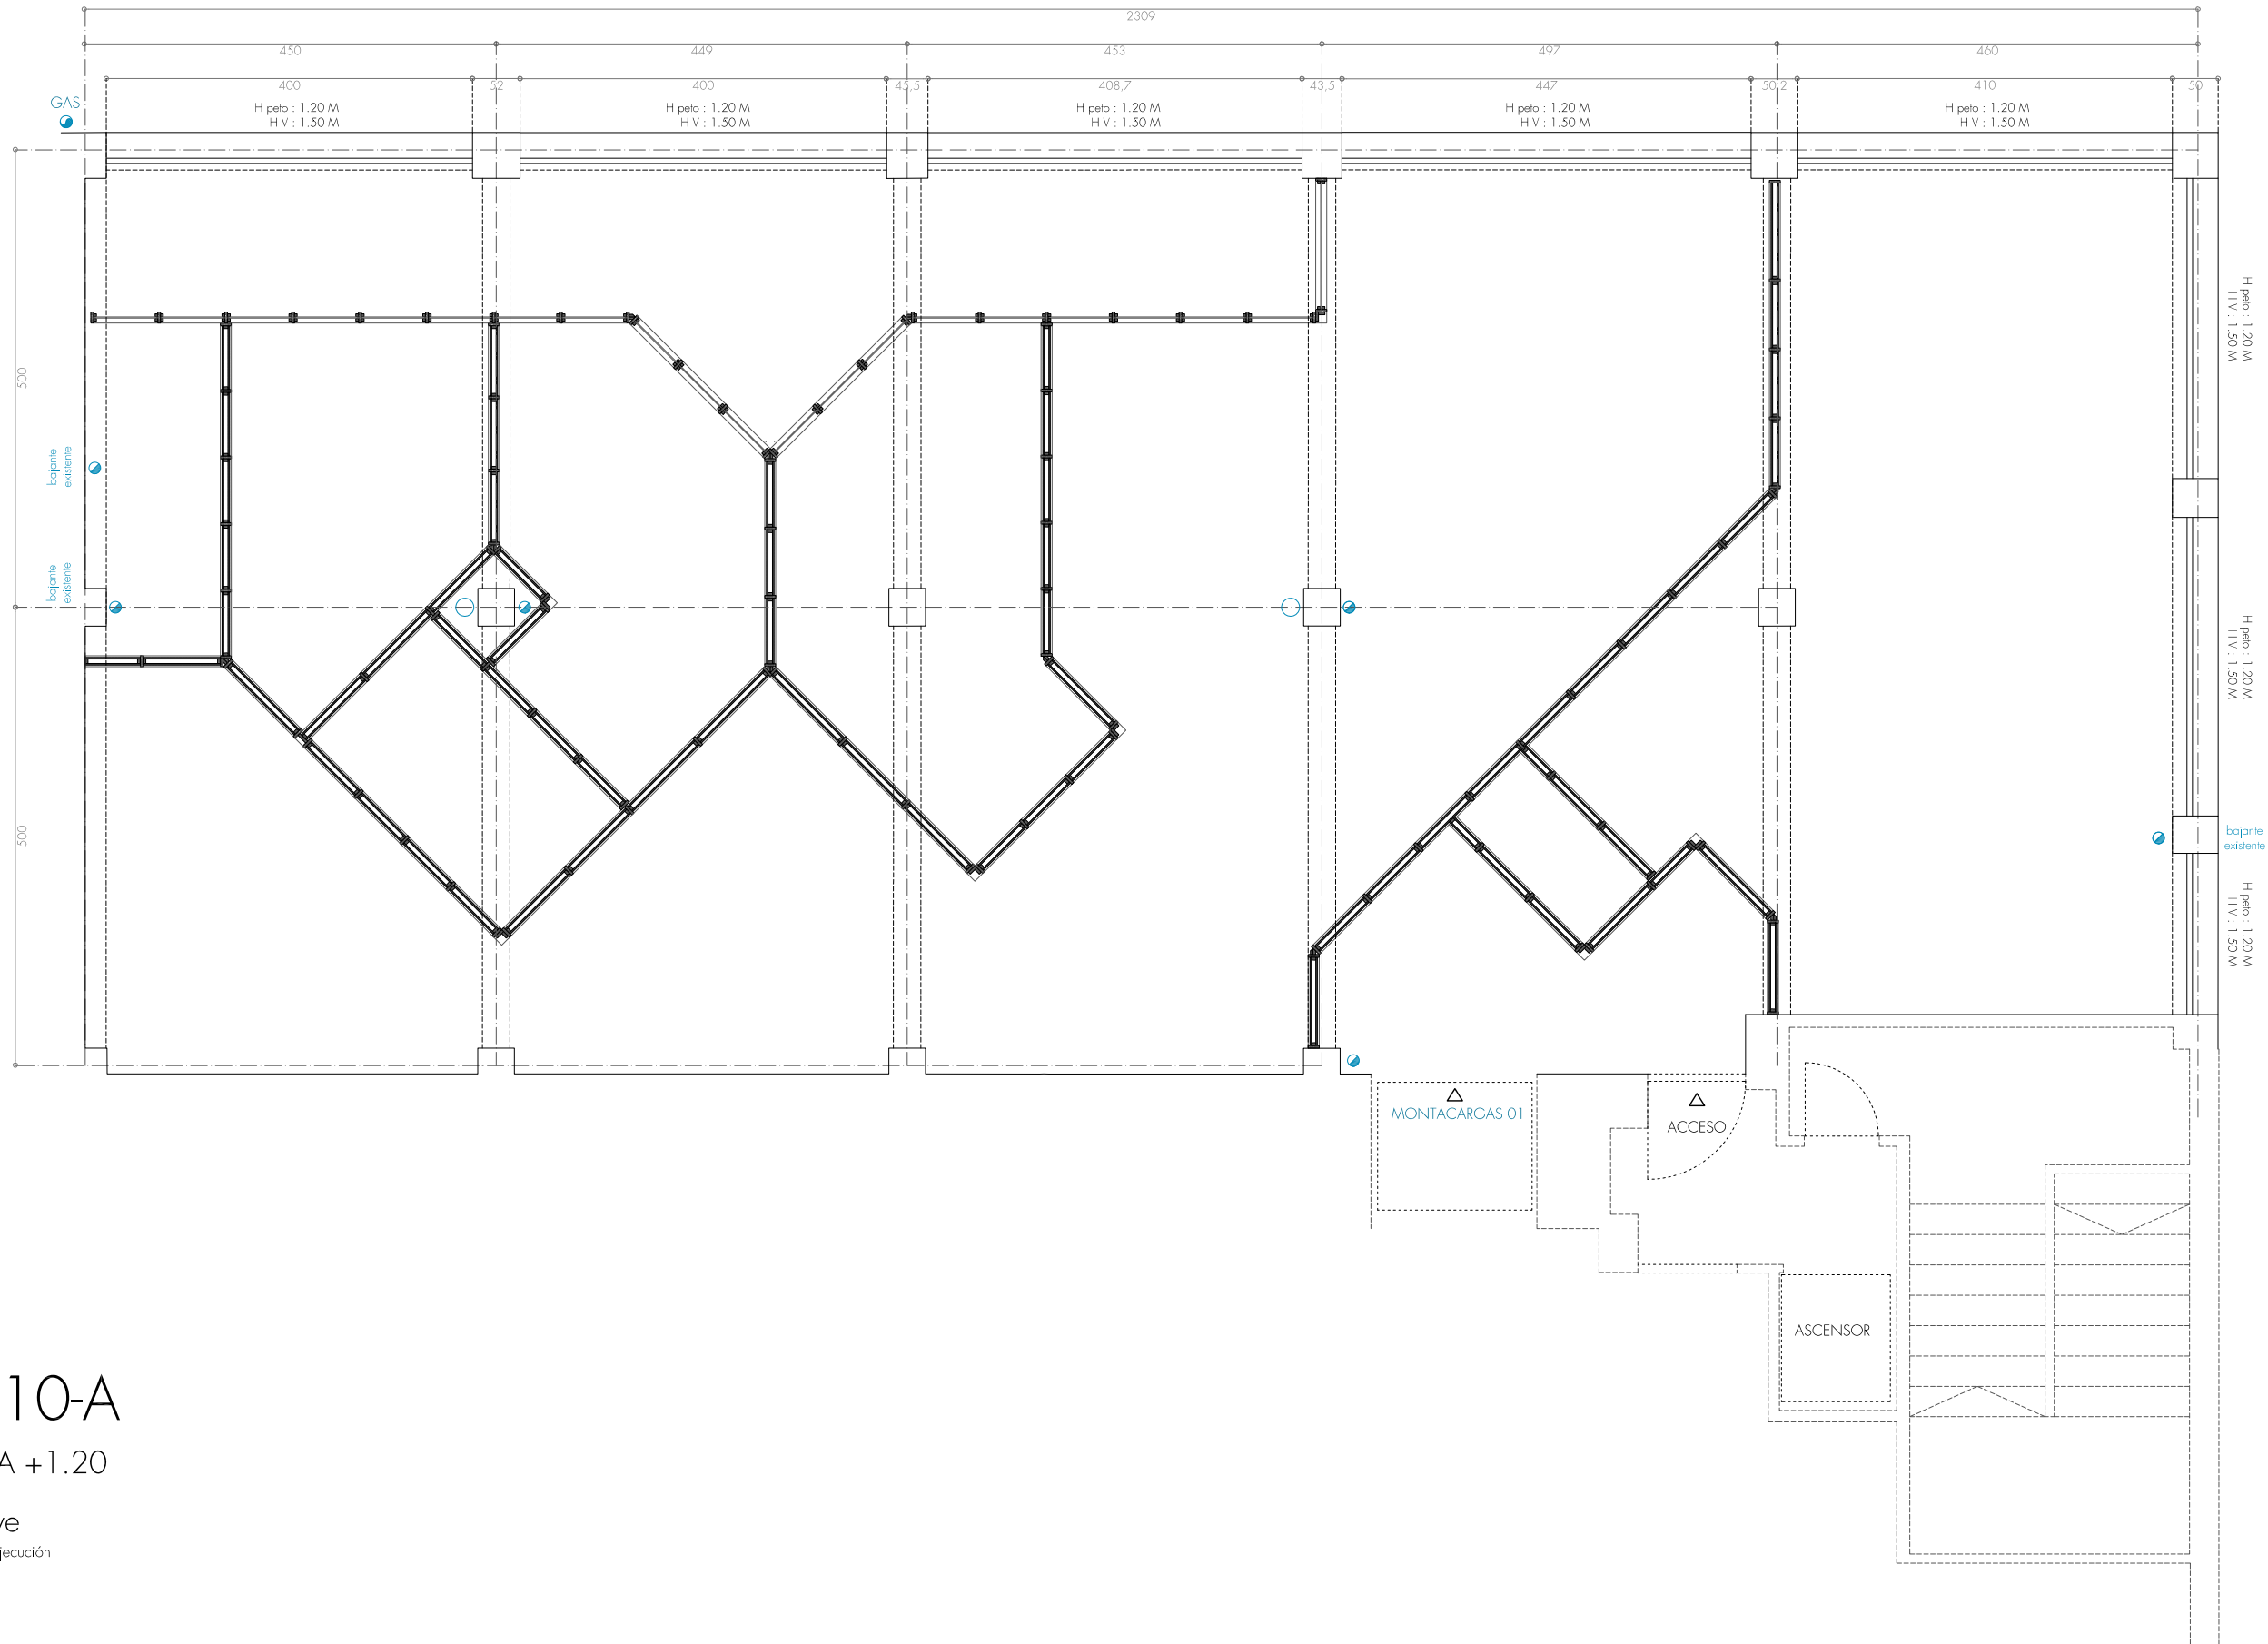 2309
450
449
453
497
460
400
52
400
45,5
408,7
43,5
447
50,2
410
50
GAS
H peto : 1.20 M
H V : 1.50 M
H peto : 1.20 M
H V : 1.50 M
H peto : 1.20 M
H V : 1.50 M
H peto : 1.20 M
H V : 1.50 M
H peto : 1.20 M
H V : 1.50 M
500
bajante
existente
bajante
existente
500
H peto : 1.20 M
H V : 1.50 M
H peto : 1.20 M
H V : 1.50 M
bajante
existente
H peto : 1.20 M
H V : 1.50 M
MONTACARGAS 01
ACCESO
ASCENSOR
10-A
A +1.20
ve
jecución